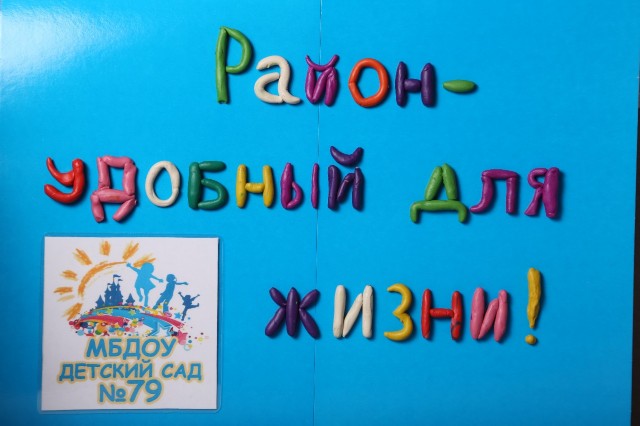 Район-
удобный для
жизни!
МБДОУ
ДЕТСКИЙ САД
№79